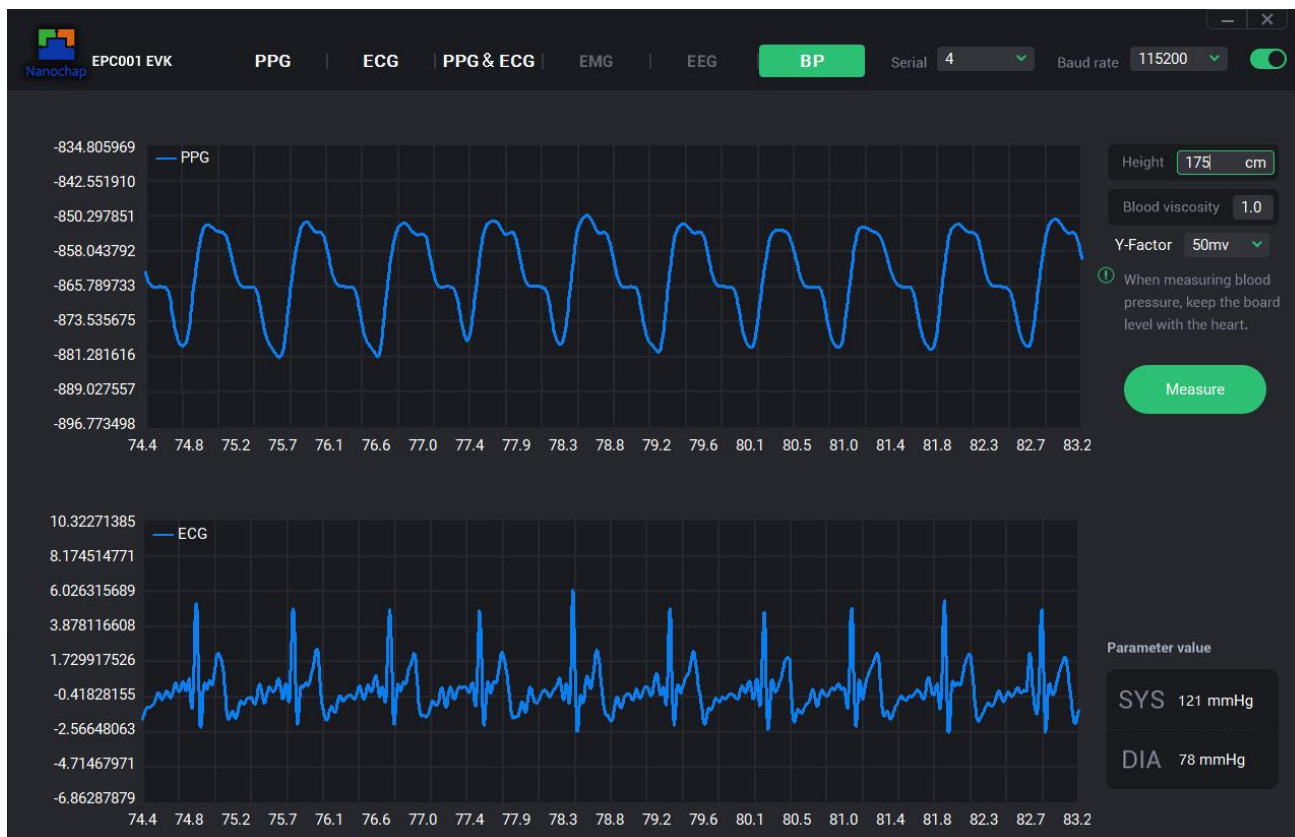 Nanochap
EPC001 EVK
PPG
ECG
PPG & ECG
EMG
EEG
BP
Serial 4
Baud rate 115200
-834.805969
-842.551910
-850.297851
-858.043792
-865.789733
-873.535675
-881.281616
-889.027557
-896.773498
PPG
74.4 74.8 75.2 75.7 76.1 76.6 77.0 77.4 77.9 78.3 78.8 79.2 79.6 80.1 80.5 81.0 81.4 81.8 82.3 82.7 83.2
Height 175 cm
Blood viscosity 1.0
Y-Factor 50mv
When measuring blood
pressure, keep the board
level with the heart.
Measure
10.32271385
8.174514771
6.026315689
3.878116608
1.729917526
-0.41828155
-2.56648063
-4.71467971
-6.86287879
ECG
74.4 74.8 75.2 75.7 76.1 76.6 77.0 77.4 77.9 78.3 78.8 79.2 79.6 80.1 80.5 81.0 81.4 81.8 82.3 82.7 83.2
Parameter value
SYS 121 mmHg
DIA 78 mmHg